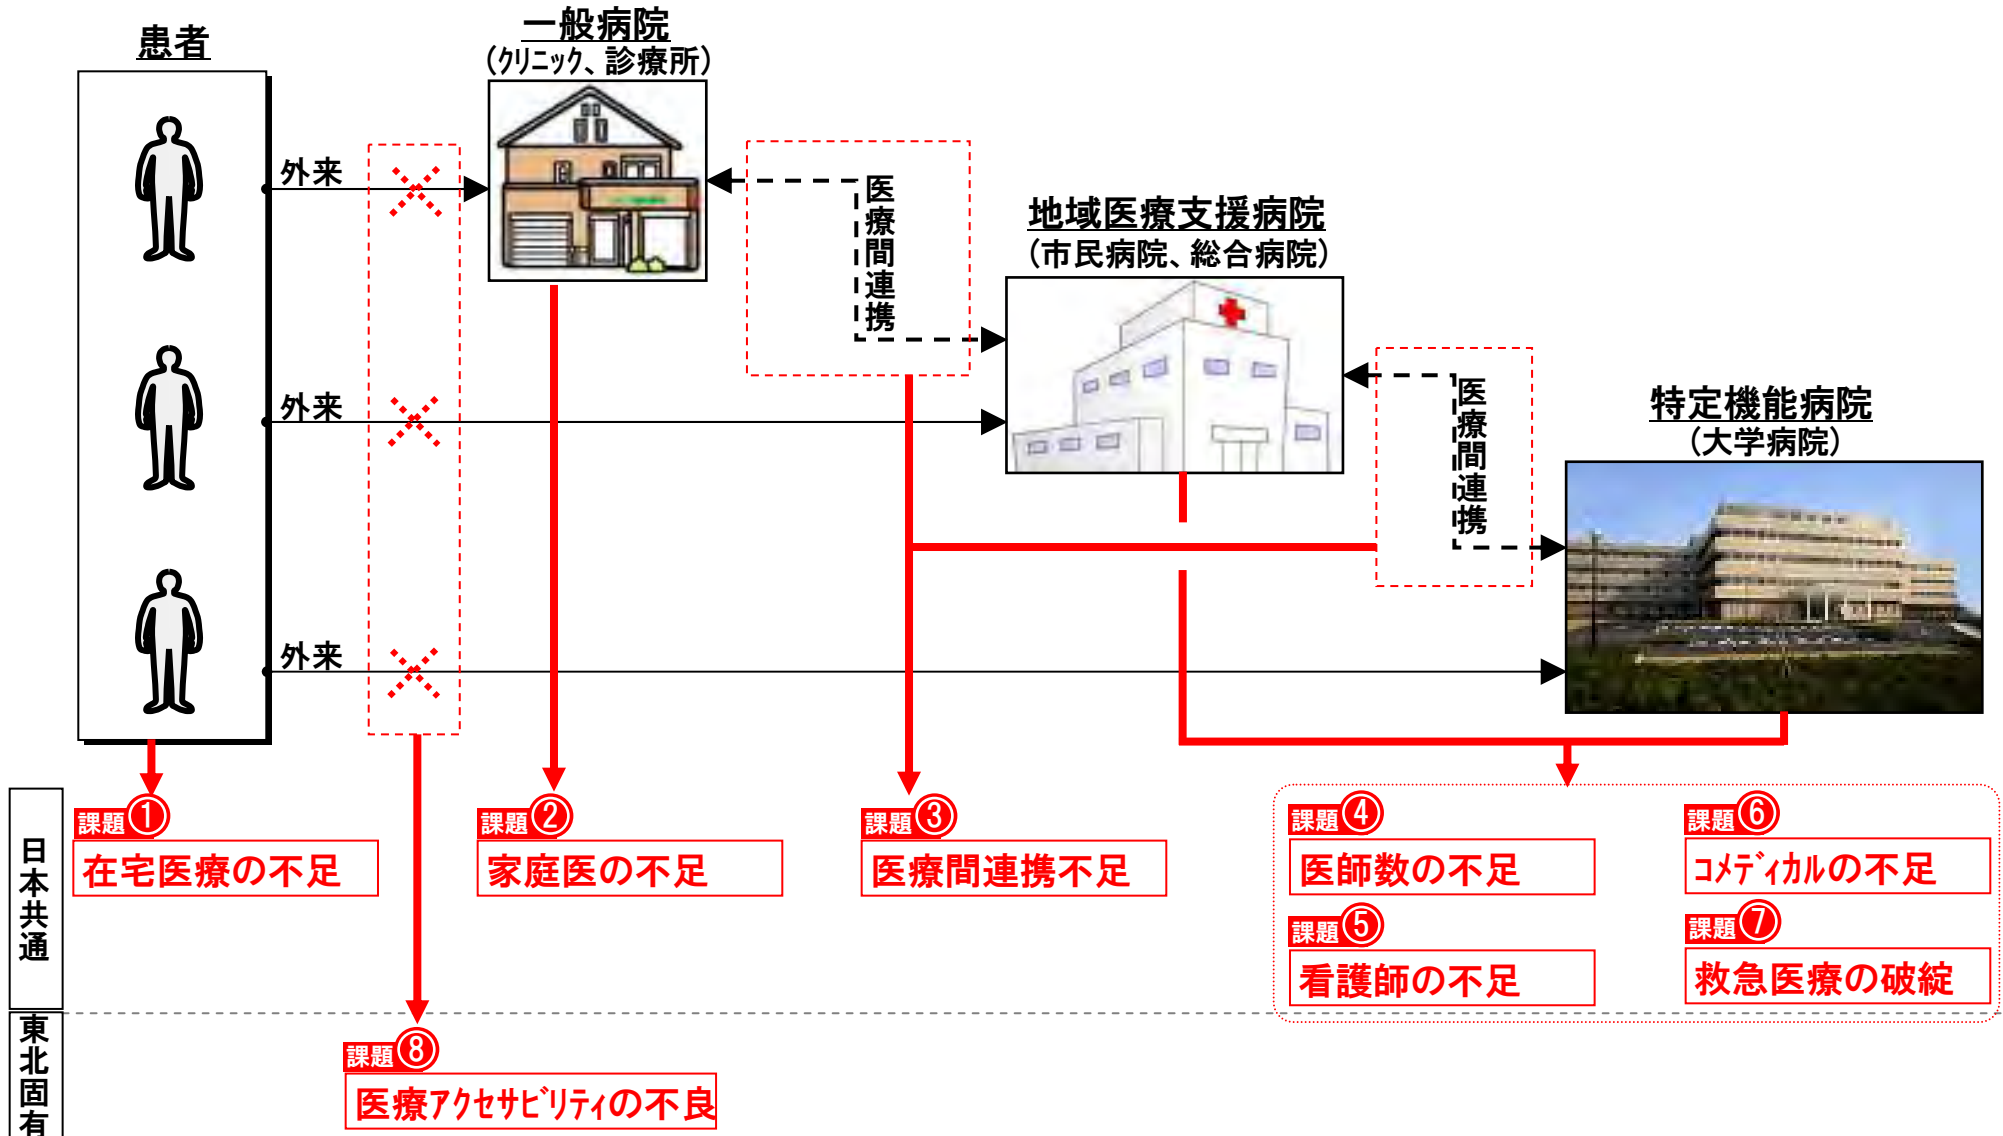 患者
一般病院
(クリニック、診療所)
外来
医療間連携
地域医療支援病院
(市民病院、総合病院)
外来
医療間連携
特定機能病院
(大学病院)
外来
日本共通
課題①
在宅医療の不足
課題②
家庭医の不足
課題③
医療間連携不足
課題④
医師数の不足
課題⑤
看護師の不足
課題⑥
コメディカルの不足
課題⑦
救急医療の破綻
東北固有
課題⑧
医療アクセサビリティの不良